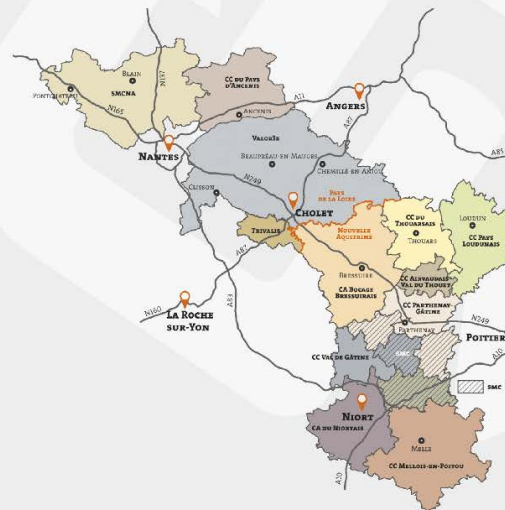 Blain
N137
SMCNA
Pontchâteau
N165
CC du Pays
d'Ancenis
Ancenis
A11
Angers
A87
A85
Nantes
Valor3e
Beaupréau-en-Mauges
Chemillé-en-Anjou
N249
Clisson
Pays
de la Loire
Cholet
Trivalis
Nouvelle
Aquitaine
CC du
Thouarsais
Thouars
Loudun
CC Pays
Loudunais
A87
Bressuire
CA Bocage
Bressuirais
CC Airvaudais
Val du Thouet
N160
La Roche
sur-Yon
A83
CC Parthenay-
Gâtine
Parthenay
N249
Poitier
A10
CC Val de Gâtine
SMC
SMC
Niort
CA du Niortais
Melle
CC Mellois-en-Poitou
A10